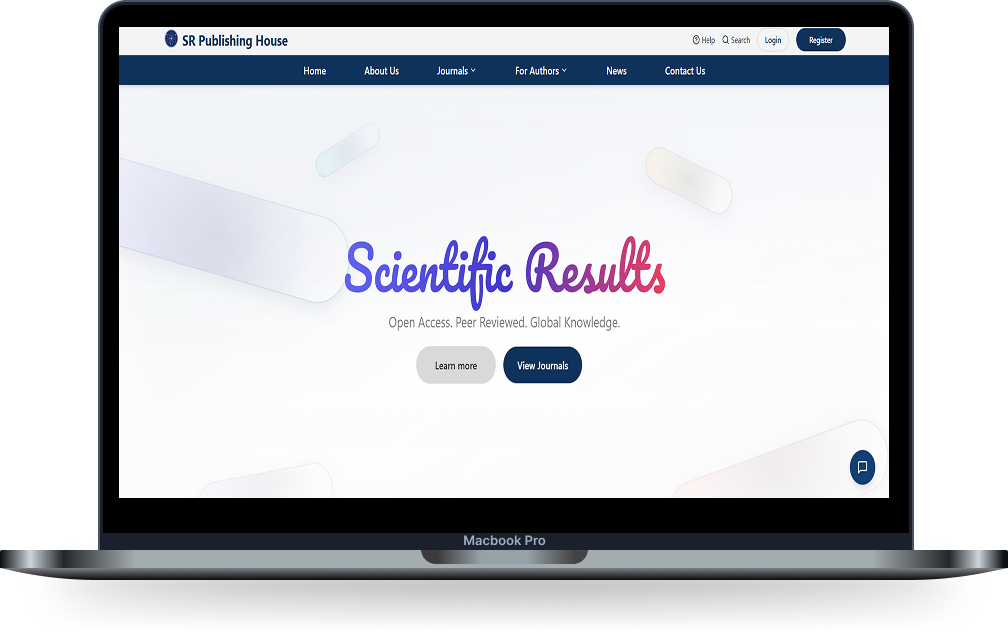 SR Publishing House
Help Search Login Register
Home About Us Journals For Authors News Contact Us
Scientific Results
Open Access. Peer Reviewed. Global Knowledge.
Learn more View Journals
Macbook Pro